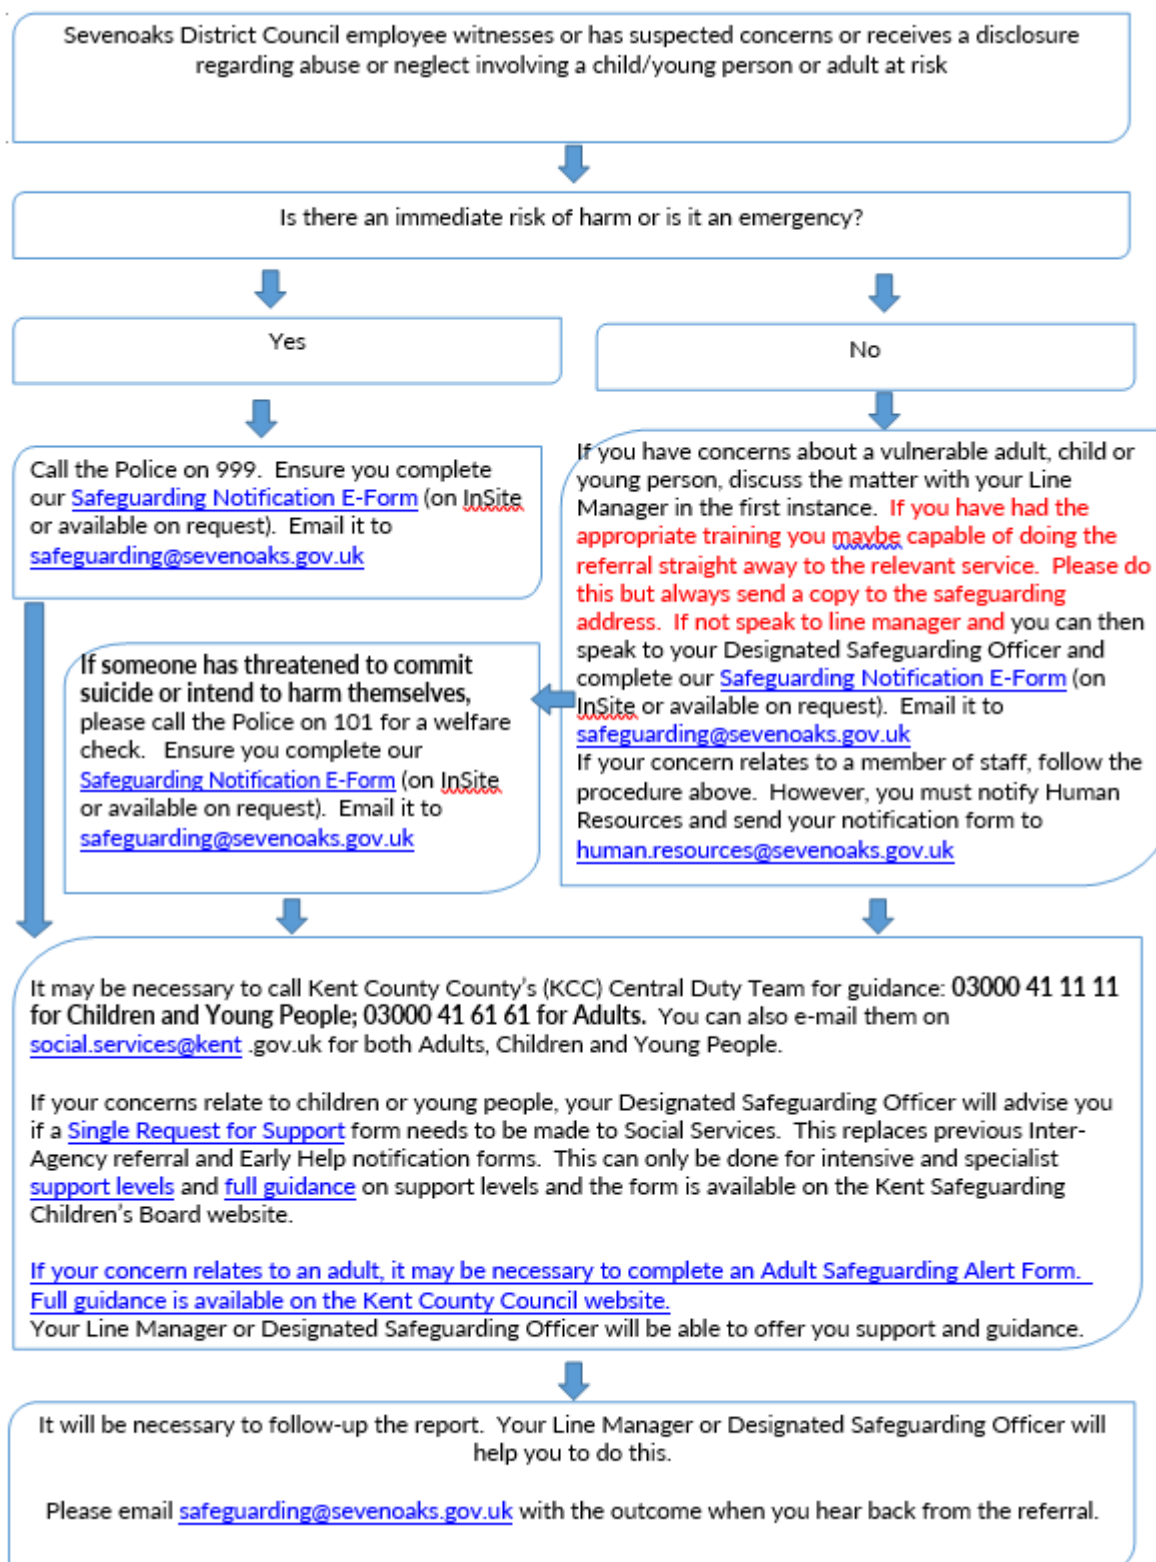 Sevenoaks District Council employee witnesses or has suspected concerns or receives a disclosure
regarding abuse or neglect involving a child/young person or adult at risk
Is there an immediate risk of harm or is it an emergency?
Yes
No
Call the Police on 999.  Ensure you complete
our Safeguarding Notification E-Form (on InSite
or available on request).  Email it to
safeguarding@sevenoaks.gov.uk
If you have concerns about a vulnerable adult, child or
young person, discuss the matter with your Line
Manager in the first instance.  If you have had the
appropriate training you maybe capable of doing the
referral straight away to the relevant service.  Please do
this but always send a copy to the safeguarding
address.  If not speak to line manager and you can then
speak to your Designated Safeguarding Officer and
complete our Safeguarding Notification E-Form (on
InSite or available on request).  Email it to
safeguarding@sevenoaks.gov.uk
If your concern relates to a member of staff, follow the
procedure above.  However, you must notify Human
Resources and send your notification form to
human.resources@sevenoaks.gov.uk
If someone has threatened to commit
suicide or intend to harm themselves,
please call the Police on 101 for a welfare
check.   Ensure you complete our
Safeguarding Notification E-Form (on InSite
or available on request).  Email it to
safeguarding@sevenoaks.gov.uk
It may be necessary to call Kent County County's (KCC) Central Duty Team for guidance: 03000 41 11 11
for Children and Young People; 03000 41 61 61 for Adults.  You can also e-mail them on
social.services@kent .gov.uk for both Adults, Children and Young People.
If your concerns relate to children or young people, your Designated Safeguarding Officer will advise you
if a Single Request for Support form needs to be made to Social Services.  This replaces previous Inter-
Agency referral and Early Help notification forms.  This can only be done for intensive and specialist
support levels and full guidance on support levels and the form is available on the Kent Safeguarding
Children's Board website.
If your concern relates to an adult, it may be necessary to complete an Adult Safeguarding Alert Form.
Full guidance is available on the Kent County Council website.
Your Line Manager or Designated Safeguarding Officer will be able to offer you support and guidance.
It will be necessary to follow-up the report.  Your Line Manager or Designated Safeguarding Officer will
help you to do this.
Please email safeguarding@sevenoaks.gov.uk with the outcome when you hear back from the referral.